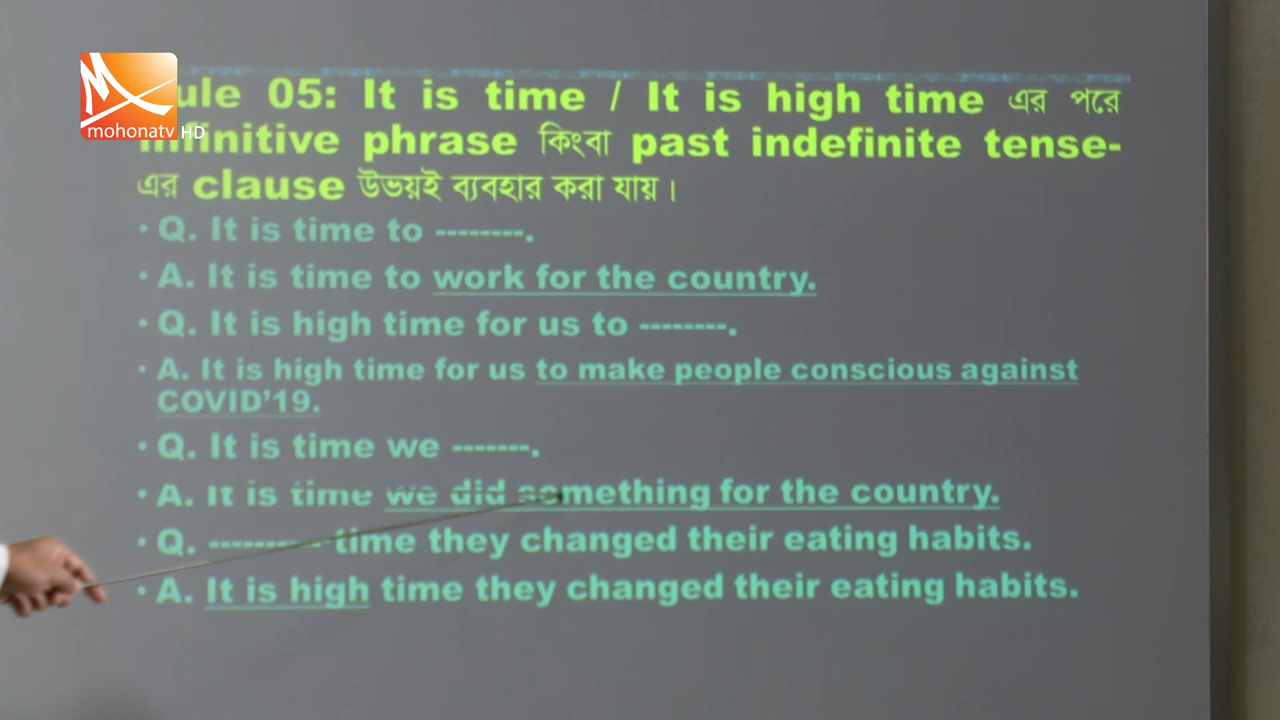 mohonatv HD
ule 05: It is time / It is high time এর পরে
infinitive phrase কিংবা past indefinite tense-
এর clause উভয়ই ব্যবহার করা যায়।
• Q. It is time to --------.
• A. It is time to work for the country.
• Q. It is high time for us to --------.
• A. It is high time for us to make people conscious against
COVID'19.
• Q. It is time we -------.
• A. It is time we did something for the country.
• Q. ---------- time they changed their eating habits.
• A. It is high time they changed their eating habits.